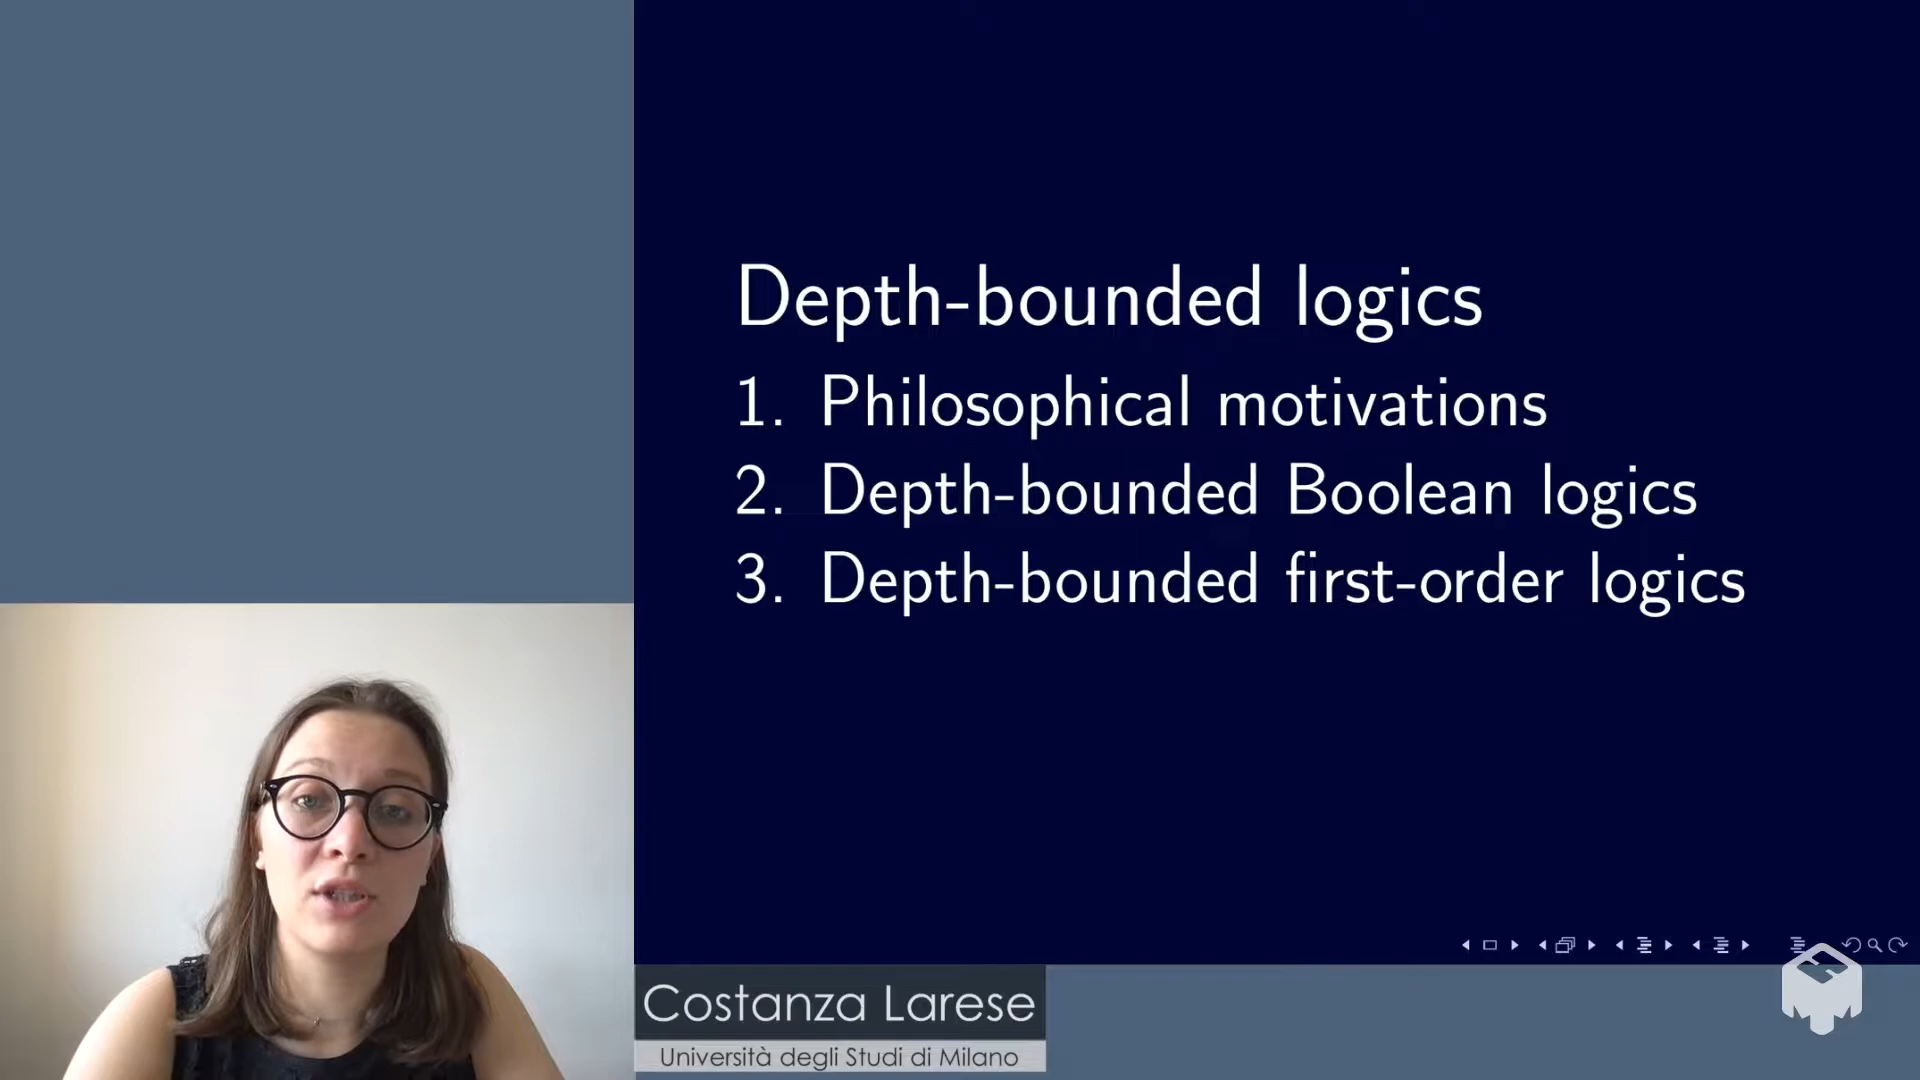 Depth-bounded logics
1. Philosophical motivations
2. Depth-bounded Boolean logics
3. Depth-bounded first-order logics
Costanza Larese
Università degli Studi di Milano